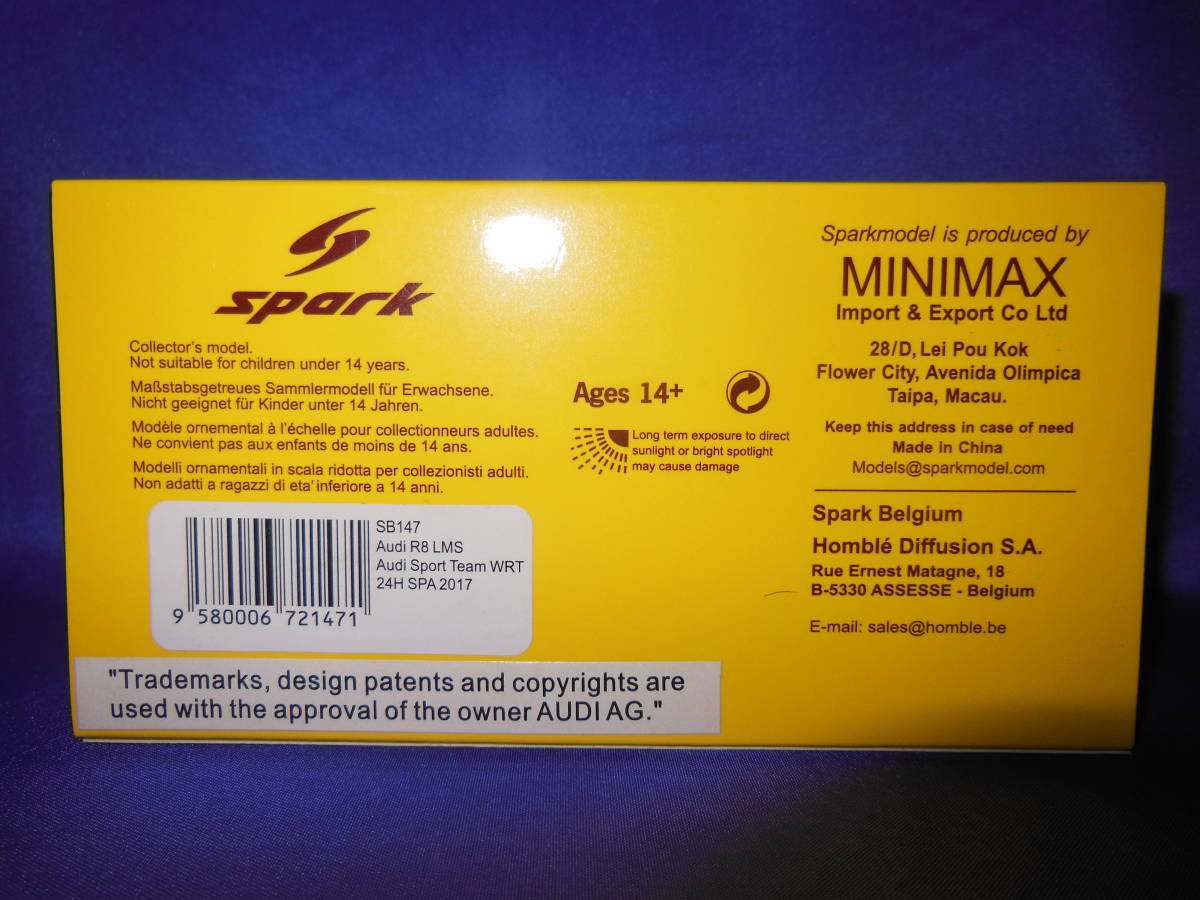 spark
Collector's model.
Not suitable for children under 14 years.
Maßstabsgetreues Sammlermodell für Erwachsene.
Nicht geeignet für Kinder unter 14 Jahren.
Modèle ornemental à l'échelle pour collectionneurs adultes.
Ne convient pas aux enfants de moins de 14 ans.
Modelli ornamentali in scala ridotta per collezionisti adulti.
Non adatti a ragazzi di eta' inferiore a 14 anni.
SB147
Audi R8 LMS
Audi Sport Team WRT
24H SPA 2017
9 580006 721471
"Trademarks, design patents and copyrights are
used with the approval of the owner AUDI AG."
Ages 14+
Long term exposure to direct
sunlight or bright spotlight
may cause damage
Sparkmodel is produced by
MINIMAX
Import & Export Co Ltd
28/D, Lei Pou Kok
Flower City, Avenida Olimpica
Taipa, Macau.
Keep this address in case of need
Made in China
Models@sparkmodel.com
Spark Belgium
Homblé Diffusion S.A.
Rue Ernest Matagne, 18
B-5330 ASSESSE - Belgium
E-mail: sales@homble.be